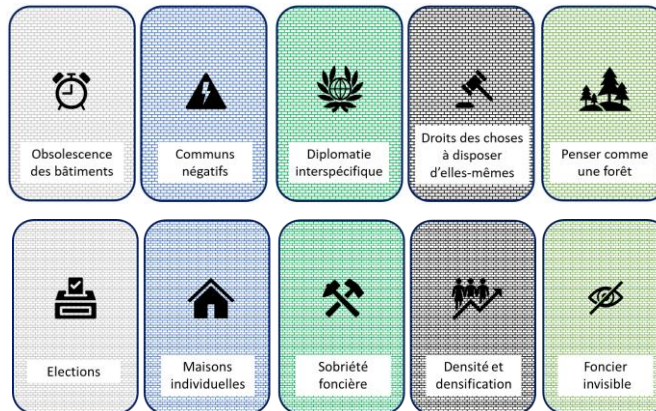 Obsolescence
des bâtiments
Communs
négatifs
Diplomatie
interspécifique
Droits des choses
à disposer
d'elles-mêmes
Penser comme
une forêt
Elections
Maisons
individuelles
Sobriété
foncière
Densité et
densification
Foncier
invisible